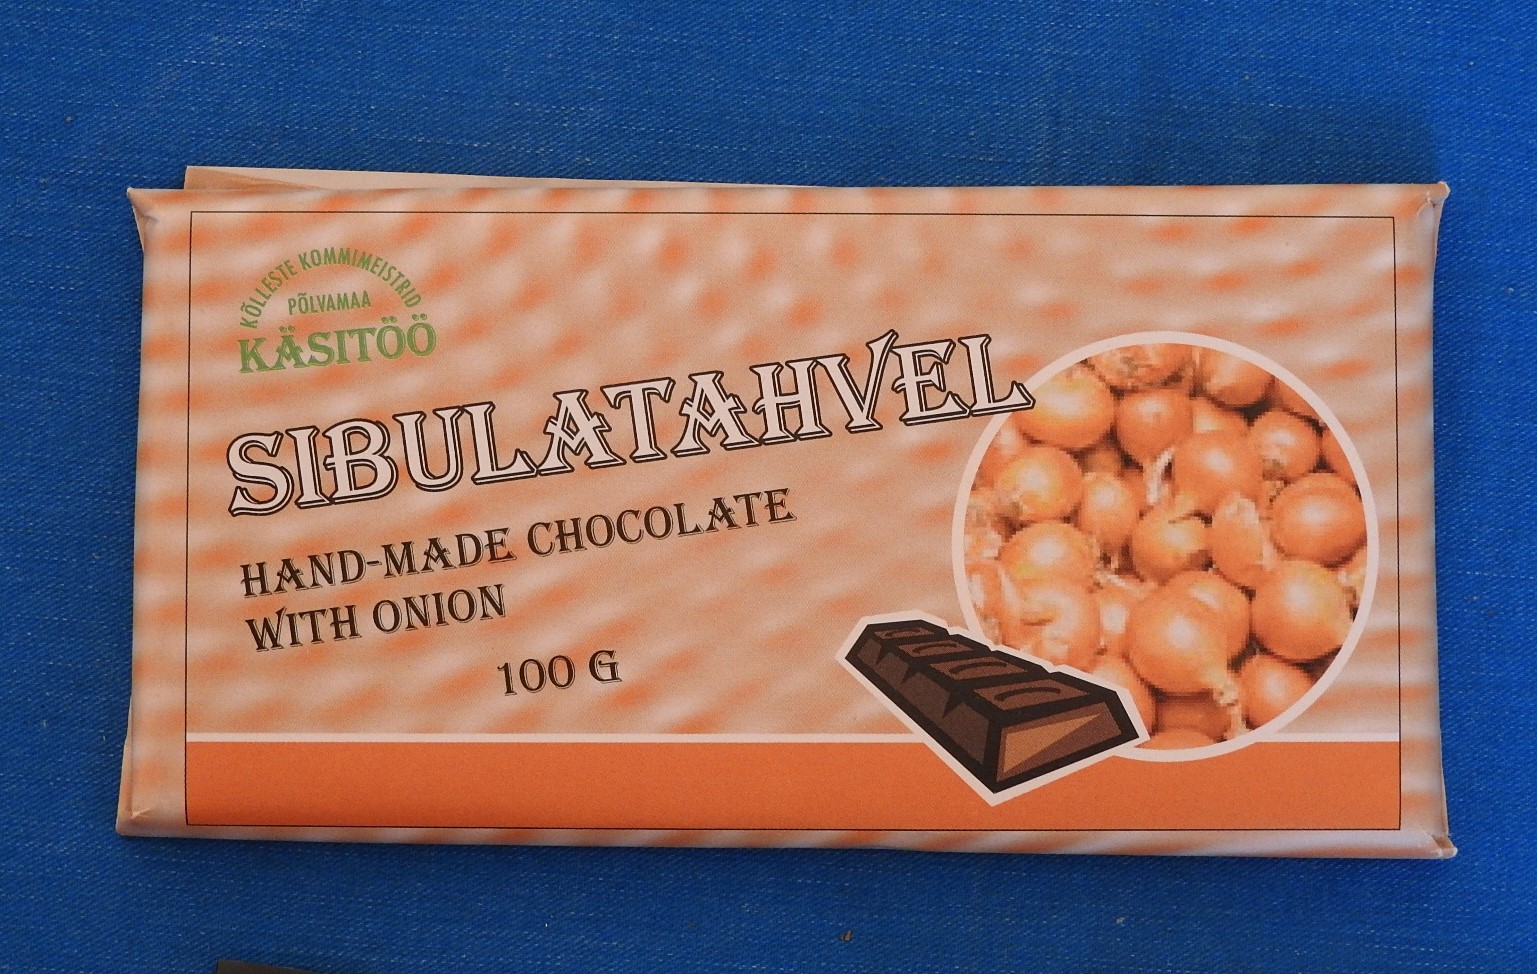 KÕLLESTE KOMMIMEISTRID
PÕLVAMAA
KÄSITÖÖ
SIBULATAHVEL
HAND-MADE CHOCOLATE
WITH ONION
100 G